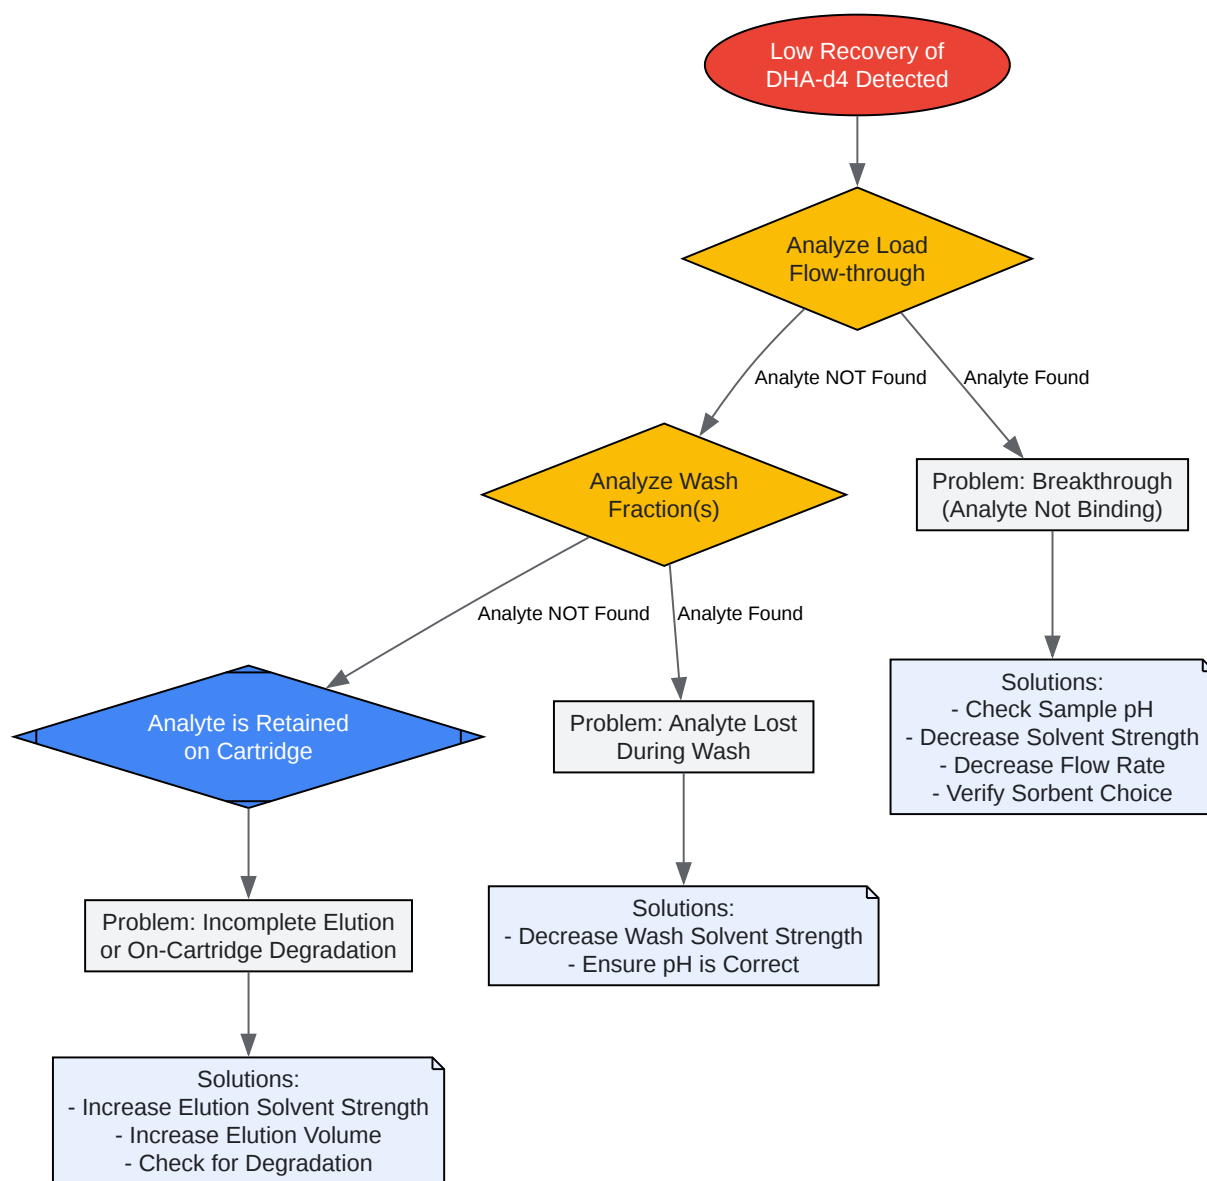 Low Recovery of
DHA-d4 Detected
Analyze Load
Flow-through
Analyte NOT Found
Analyte Found
Analyze Wash
Fraction(s)
Problem: Breakthrough
(Analyte Not Binding)
Analyte NOT Found
Analyte Found
Analyte is Retained
on Cartridge
Problem: Analyte Lost
During Wash
Solutions:
- Check Sample pH
- Decrease Solvent Strength
- Decrease Flow Rate
- Verify Sorbent Choice
Problem: Incomplete Elution
or On-Cartridge Degradation
Solutions:
- Decrease Wash Solvent Strength
- Ensure pH is Correct
Solutions:
- Increase Elution Solvent Strength
- Increase Elution Volume
- Check for Degradation